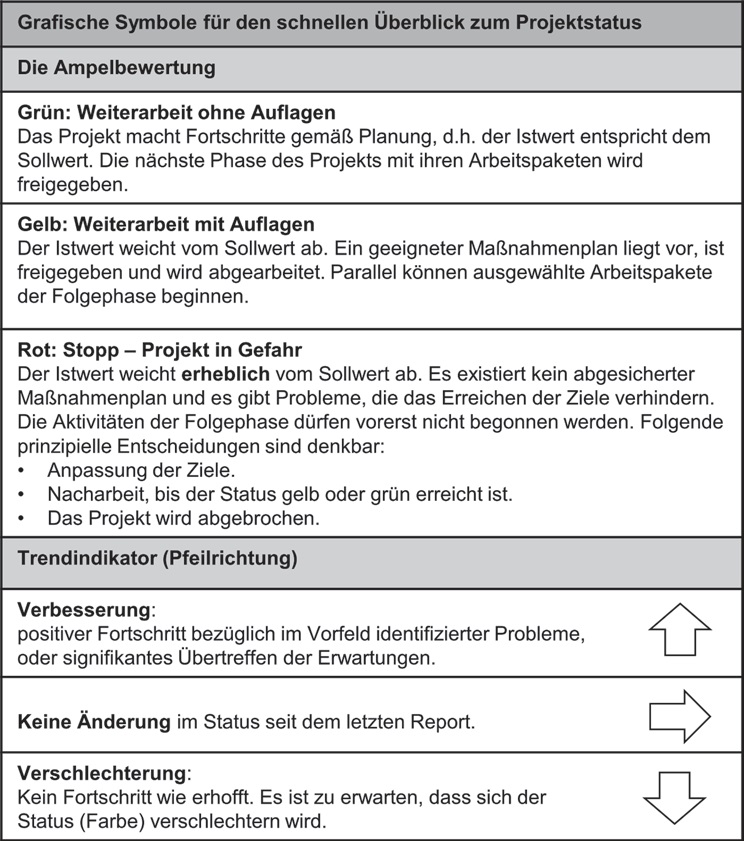 Grafische Symbole für den schnellen Überblick zum Projektstatus
Die Ampelbewertung
Grün: Weiterarbeit ohne Auflagen
Das Projekt macht Fortschritte gemäß Planung, d.h. der Istwert entspricht dem
Sollwert. Die nächste Phase des Projekts mit ihren Arbeitspaketen wird
freigegeben.
Gelb: Weiterarbeit mit Auflagen
Der Istwert weicht vom Sollwert ab. Ein geeigneter Maßnahmenplan liegt vor, ist
freigegeben und wird abgearbeitet. Parallel können ausgewählte Arbeitspakete
der Folgephase beginnen.
Rot: Stopp – Projekt in Gefahr
Der Istwert weicht erheblich vom Sollwert ab. Es existiert kein abgesicherter
Maßnahmenplan und es gibt Probleme, die das Erreichen der Ziele verhindern.
Die Aktivitäten der Folgephase dürfen vorerst nicht begonnen werden. Folgende
prinzipielle Entscheidungen sind denkbar:
• Anpassung der Ziele.
• Nacharbeit, bis der Status gelb oder grün erreicht ist.
• Das Projekt wird abgebrochen.
Trendindikator (Pfeilrichtung)
Verbesserung:
positiver Fortschritt bezüglich im Vorfeld identifizierter Probleme,
oder signifikantes Übertreffen der Erwartungen.
Keine Änderung im Status seit dem letzten Report.
Verschlechterung:
Kein Fortschritt wie erhofft. Es ist zu erwarten, dass sich der
Status (Farbe) verschlechtern wird.